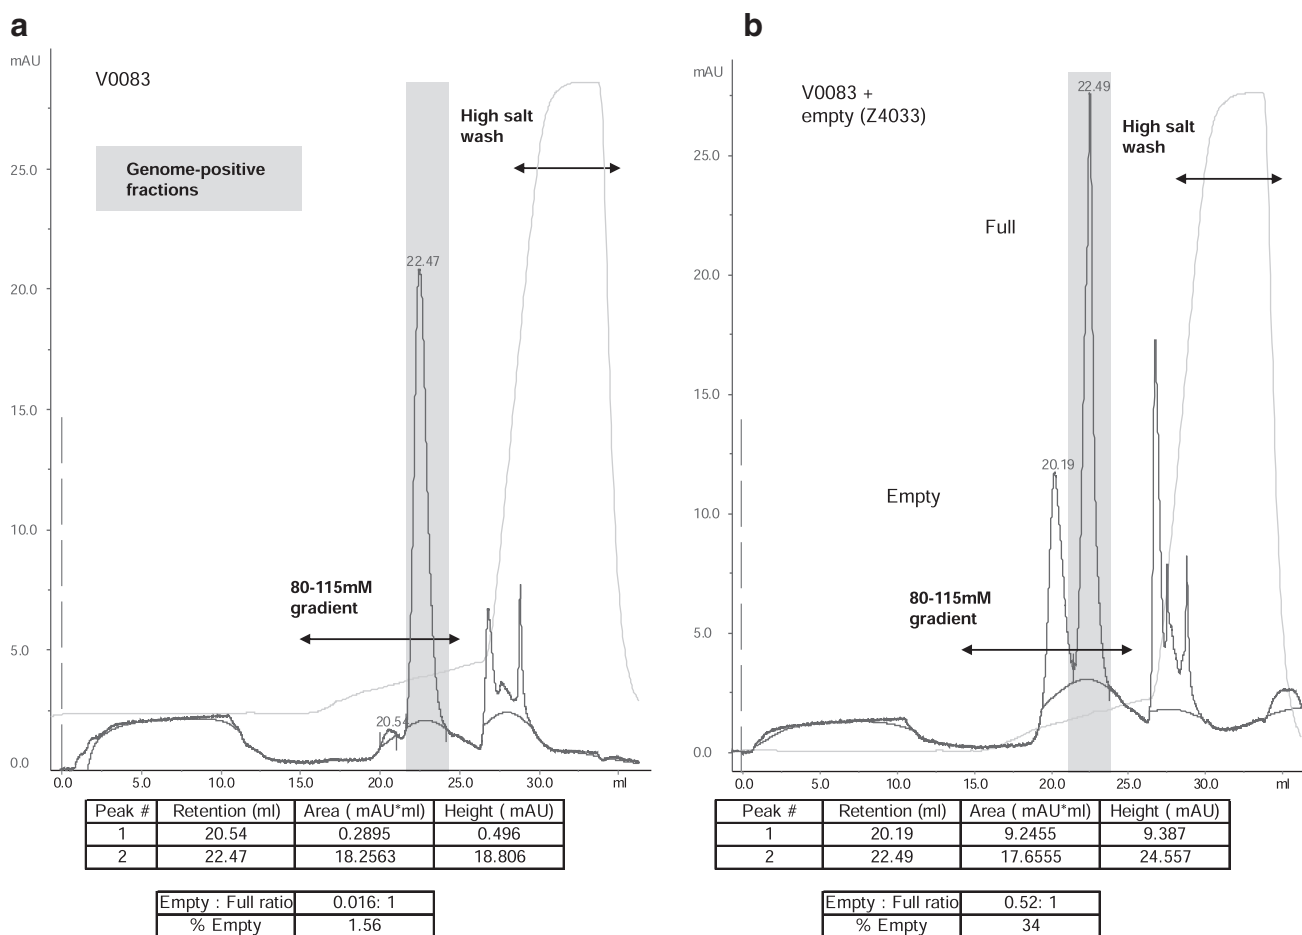 a
mAU
V0083
Genome-positive
fractions
High salt
wash
25.0
20.0
15.0
10.0
5.0
0.0
22.47
20.54
80-115mM
gradient
0.0 5.0 10.0 15.0 20.0 25.0 30.0 ml
Peak # Retention (ml) Area ( mAU*ml) Height ( mAU)
1 20.54 0.2895 0.496
2 22.47 18.2563 18.806
Empty : Full ratio 0.016: 1
% Empty 1.56
b
mAU
V0083 +
empty (Z4033)
22.49
High salt
wash
Full
25.0
20.0
15.0
10.0
5.0
0.0
20.19
Empty
80-115mM
gradient
0.0 5.0 10.0 15.0 20.0 25.0 30.0 ml
Peak # Retention (ml) Area ( mAU*ml) Height ( mAU)
1 20.19 9.2455 9.387
2 22.49 17.6555 24.557
Empty : Full ratio 0.52: 1
% Empty 34